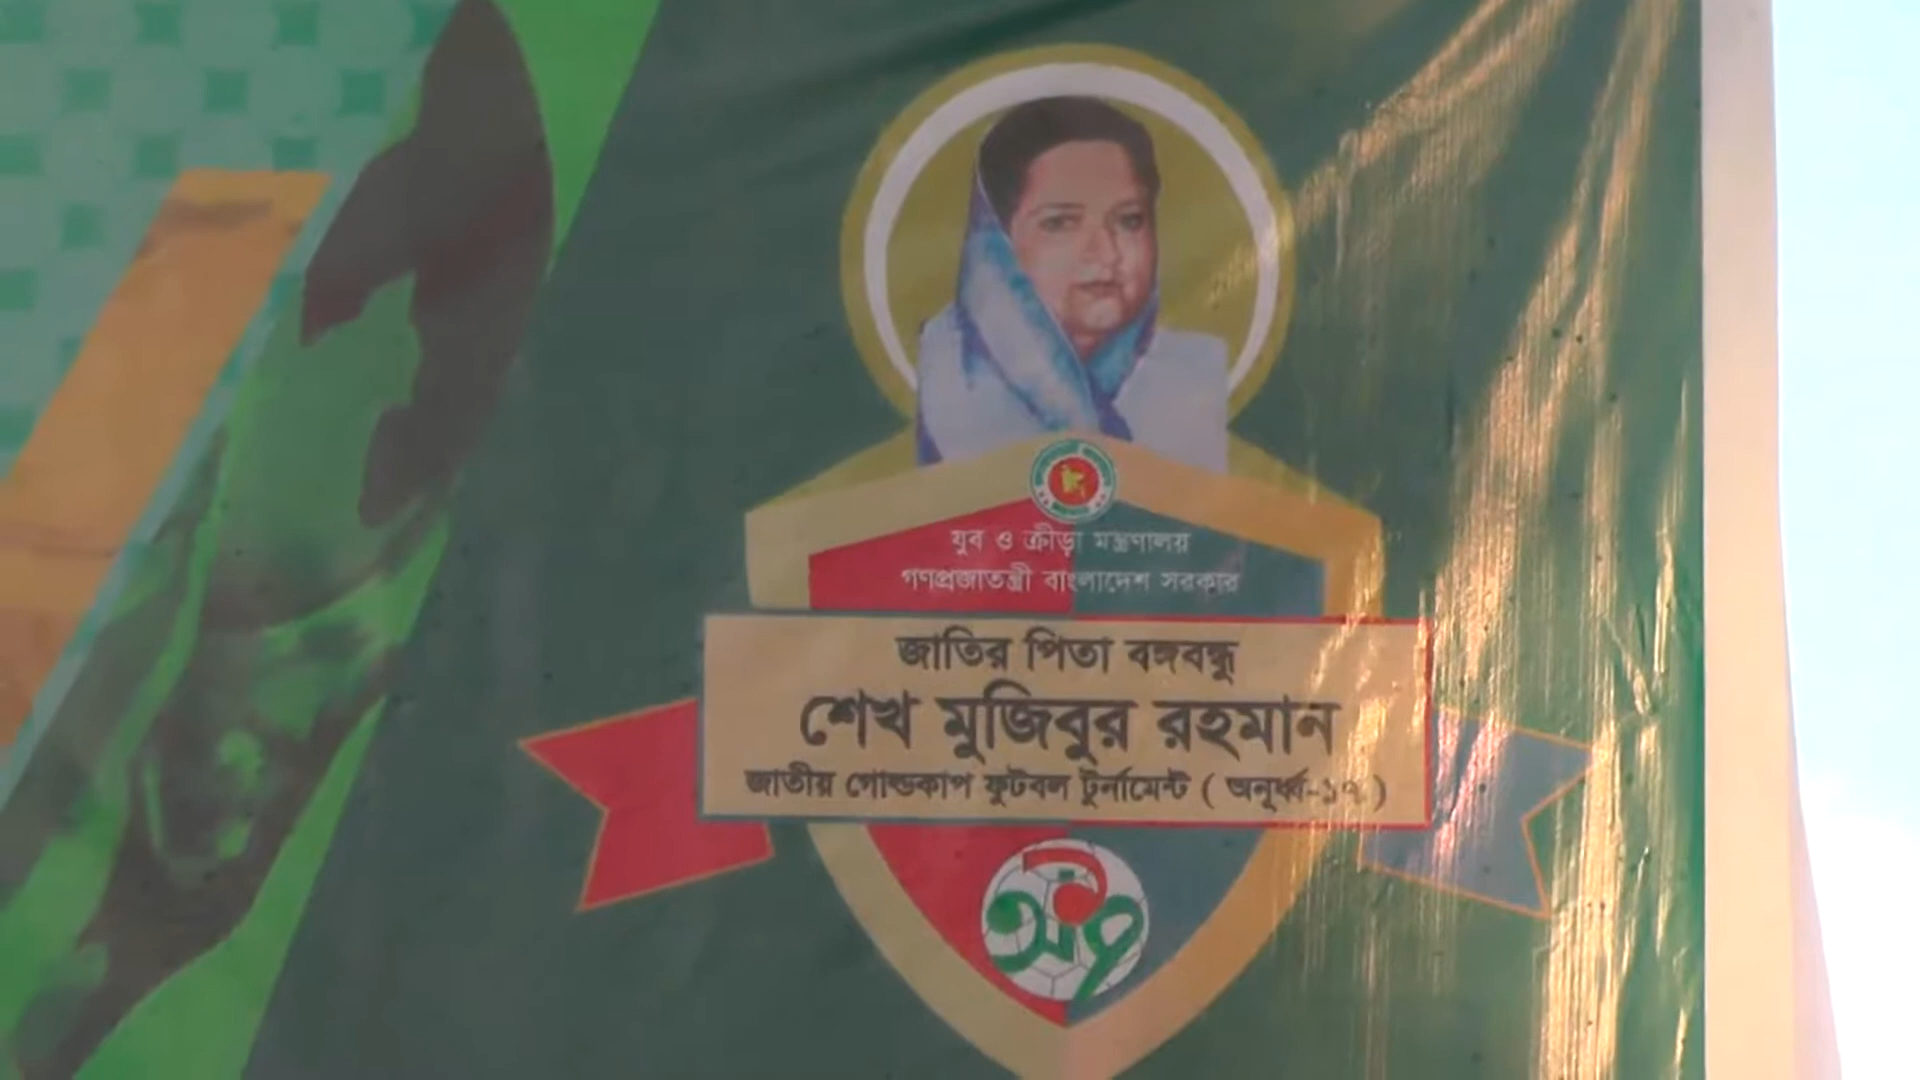 যুব ও ক্রীড়া মন্ত্রণালয়
গণপ্রজাতন্ত্রী বাংলাদেশ সরকার
জাতির পিতা বঙ্গবন্ধু
শেখ মুজিবুর রহমান
জাতীয় গোল্ডকাপ ফুটবল টুর্নামেন্ট ( অনূর্ধ্ব-১৭ )